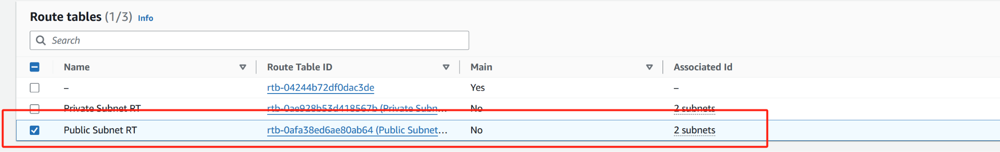 Route tables (1/3) Info
Search
Name Route Table ID Main Associated Id
– rtb-04244b72df0dac3de Yes –
Private Subnet RT rtb-0ae928b53d418567b (Private Subn... No 2 subnets
Public Subnet RT rtb-0afa38ed6ae80ab64 (Public Subnet... No 2 subnets